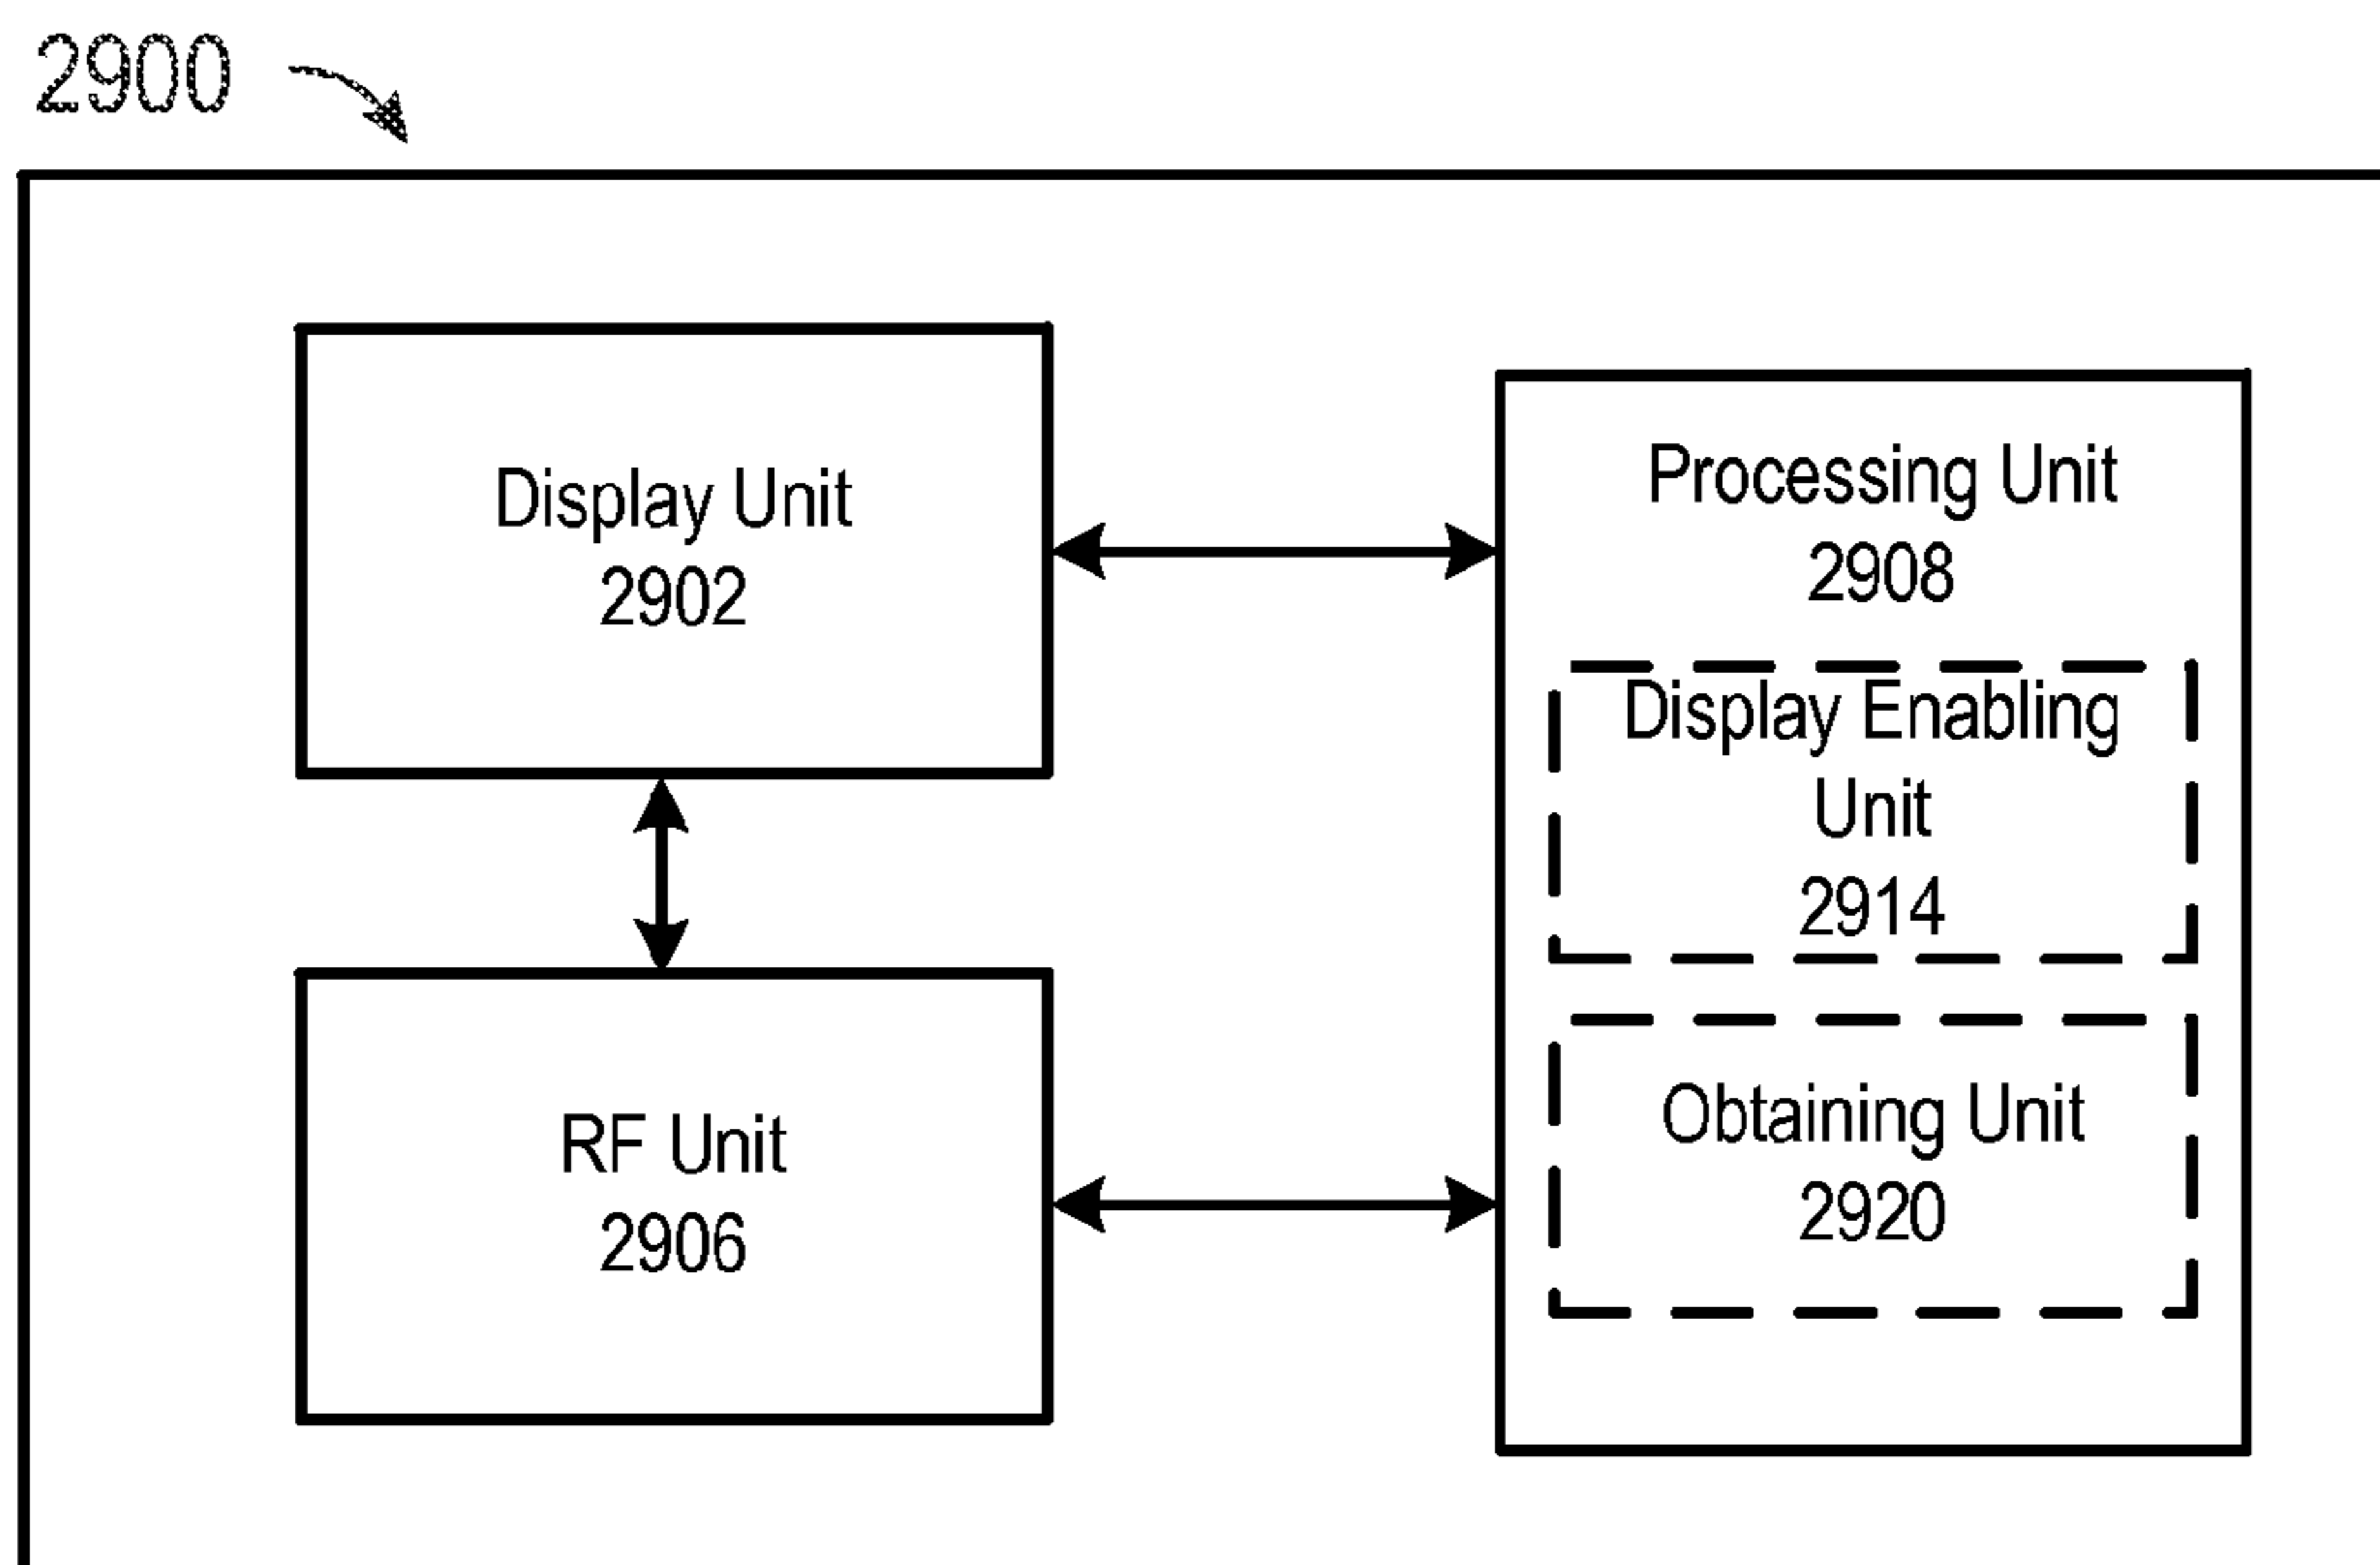 2900
Display Unit
2902
Processing Unit
2908
Display Enabling
Unit
2914
RF Unit
2906
Obtaining Unit
2920